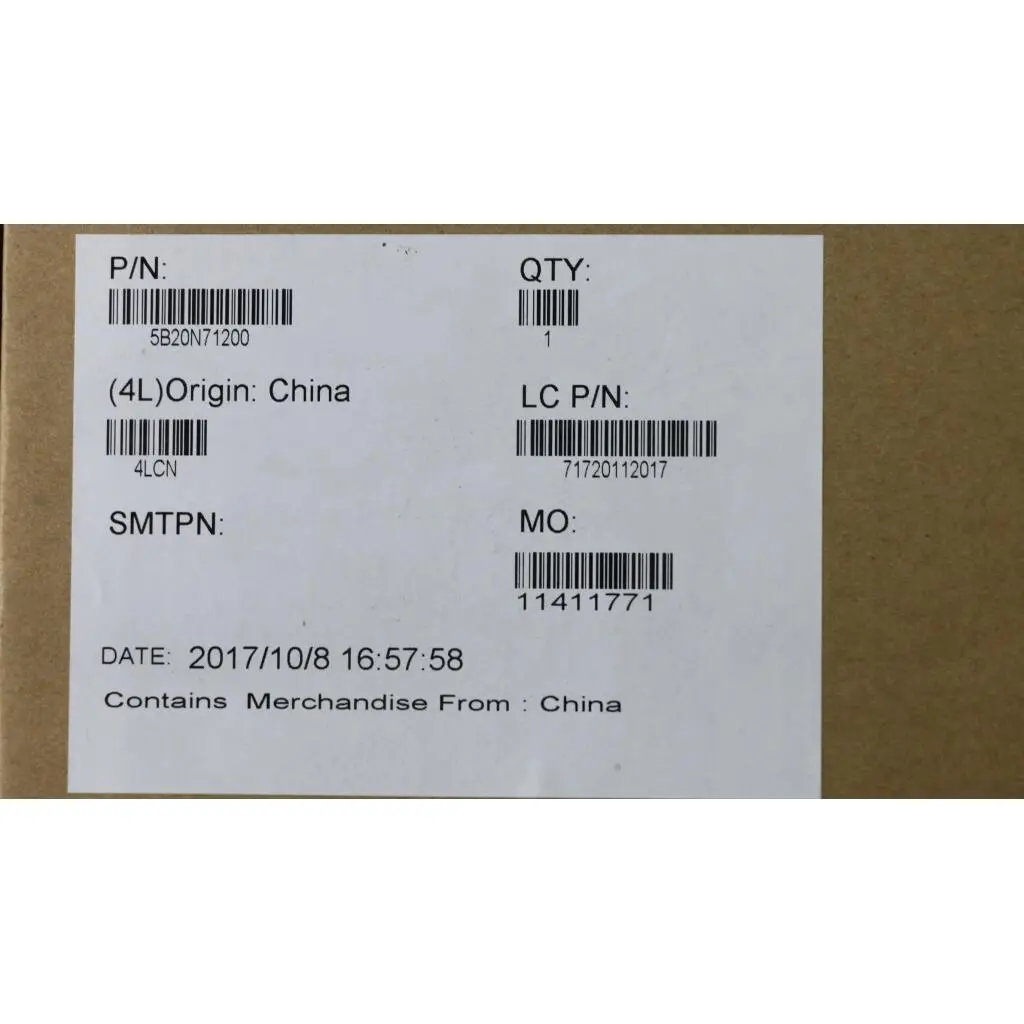 P/N:
5B20N71200
QTY:
1
(4L)Origin: China
4LCN
LC P/N:
71720112017
SMTPN:
MO:
11411771
DATE: 2017/10/8 16:57:58
Contains Merchandise From : China